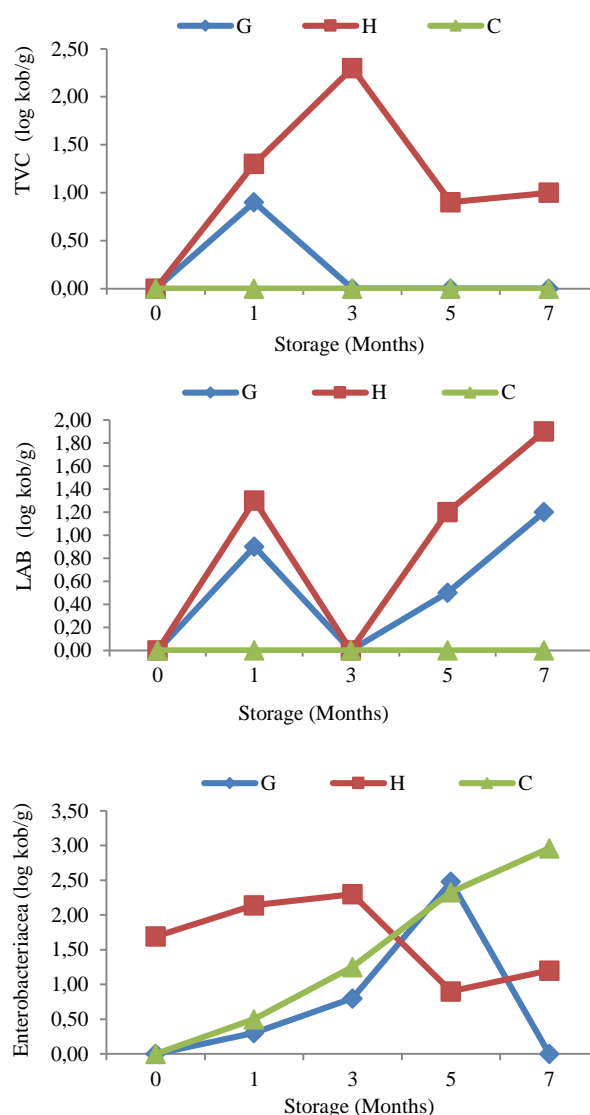 G H C
TVC (log kob/g)
2,50
2,00
1,50
1,00
0,50
0,00
0 1 3 5 7
Storage (Months)
G H C
LAB (log kob/g)
2,00
1,80
1,60
1,40
1,20
1,00
0,80
0,60
0,40
0,20
0,00
0 1 3 5 7
Storage (Months)
G H C
Enterobacteriacea (log kob/g)
3,50
3,00
2,50
2,00
1,50
1,00
0,50
0,00
0 1 3 5 7
Storage (Months)